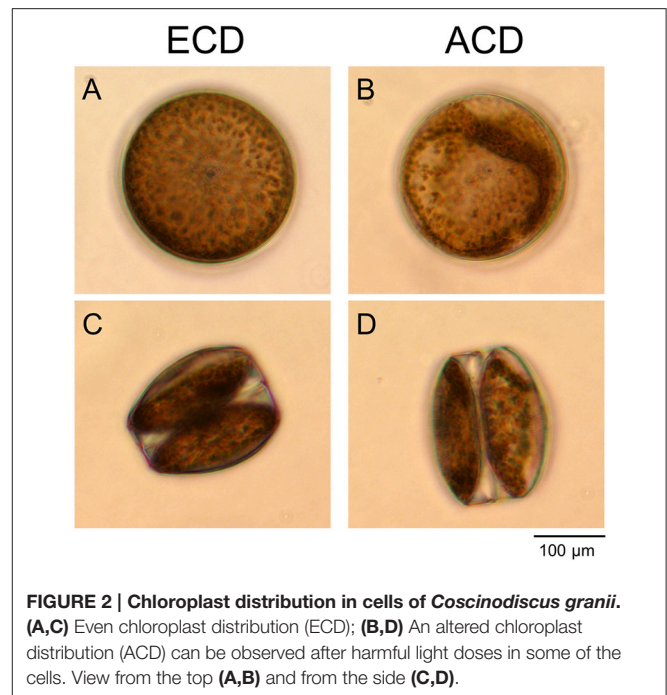 ECD ACD
A B
C D
100 µm
FIGURE 2 | Chloroplast distribution in cells of Coscinodiscus granii.
(A,C) Even chloroplast distribution (ECD); (B,D) An altered chloroplast
distribution (ACD) can be observed after harmful light doses in some of the
cells. View from the top (A,B) and from the side (C,D).